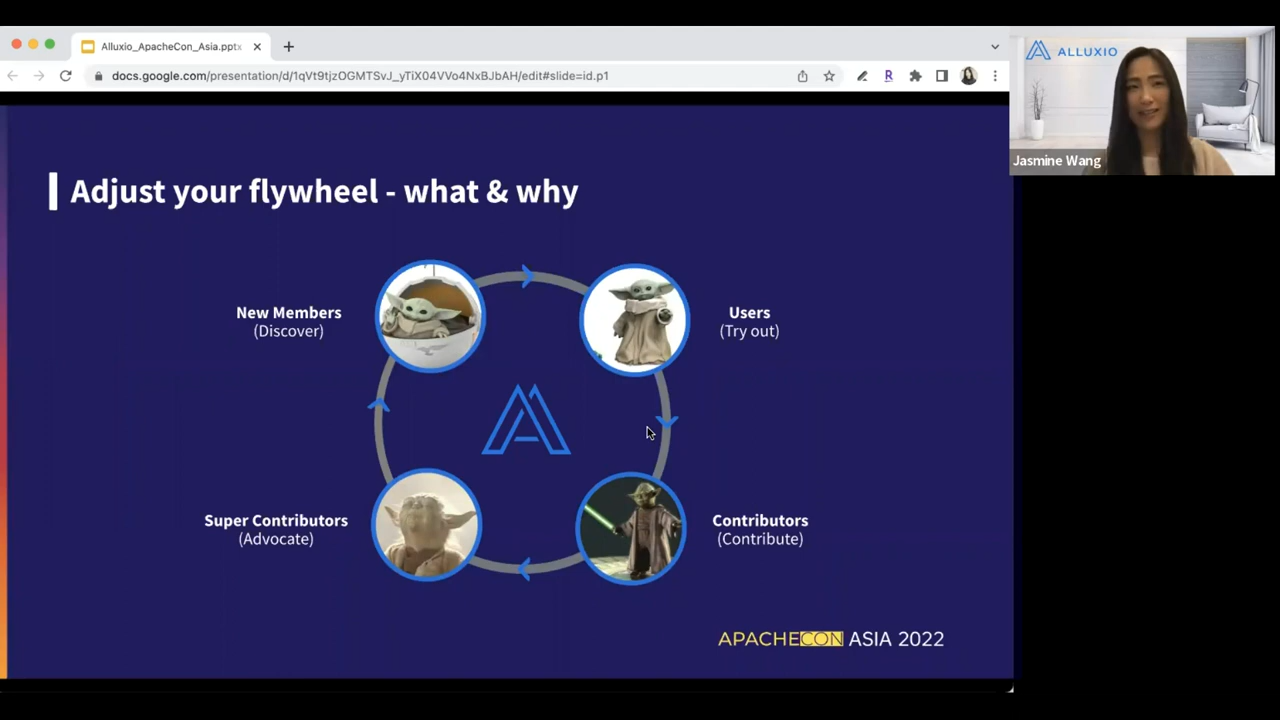 Alluxio_ApacheCon_Asia.pptx
docs.google.com/presentation/d/1qVt9tjzOGMTSvJ_yTiX04VVo4NxBJbAH/edit#slide=id.p1
R
ALLUXIO
Jasmine Wang
Adjust your flywheel - what & why
New Members
(Discover)
Users
(Try out)
Super Contributors
(Advocate)
Contributors
(Contribute)
APACHECON ASIA 2022